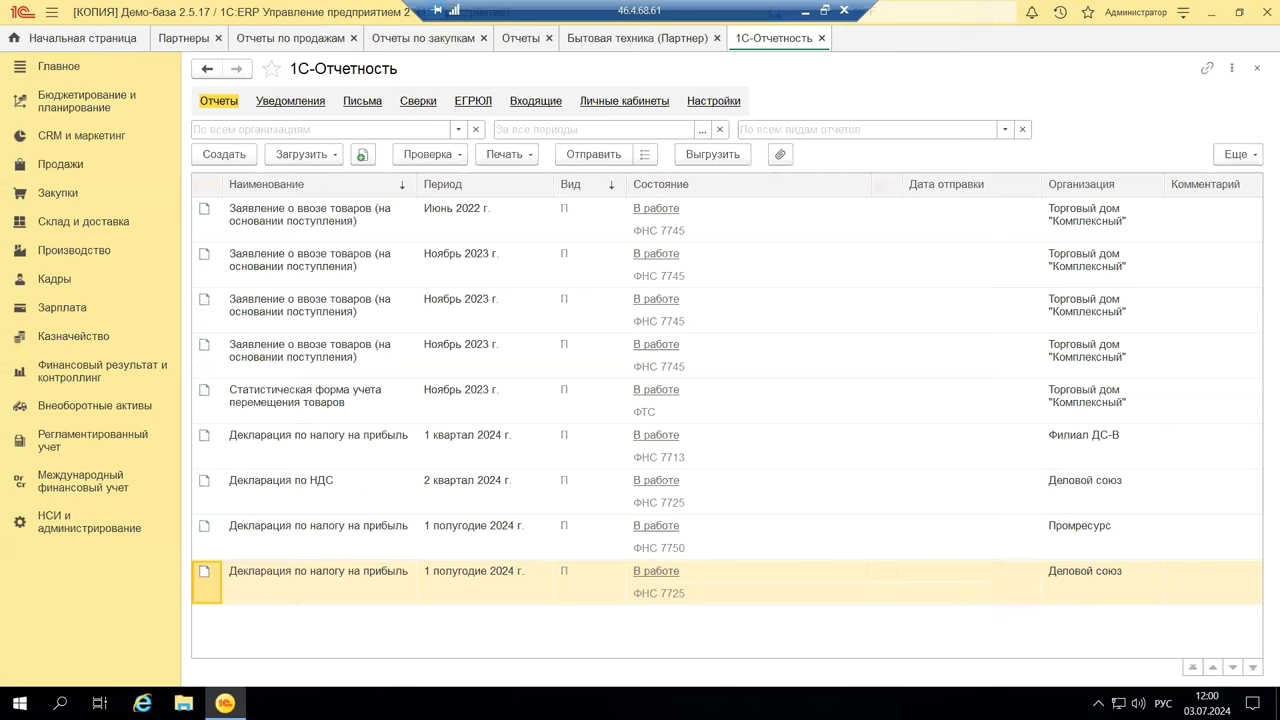 [КОПИЯ] Демо-база 2.5.17 / 1С:ERP Управление предприятием 2
46.4.68.61
Администратор
Начальная страница
Партнеры
Отчеты по продажам
Отчеты по закупкам
Отчеты
Бытовая техника (Партнер)
1С-Отчетность
Главное
Бюджетирование и
планирование
CRM и маркетинг
Продажи
Закупки
Склад и доставка
Производство
Кадры
Зарплата
Казначейство
Финансовый результат и
контроллинг
Внеоборотные активы
Регламентированный
учет
Международный
финансовый учет
НСИ и
администрирование
1С-Отчетность
Отчеты Уведомления Письма Сверки ЕГРЮЛ Входящие Личные кабинеты Настройки
По всем организациям За все периоды ... По всем видам отчетов
Создать Загрузить Проверка Печать Отправить Выгрузить Еще
Наименование Период Вид Состояние Дата отправки Организация Комментарий
Заявление о ввозе товаров (на Июнь 2022 г. П В работе Торговый дом
основании поступления) "Комплексный"
ФНС 7745
Заявление о ввозе товаров (на Ноябрь 2023 г. П В работе Торговый дом
основании поступления) "Комплексный"
ФНС 7745
Заявление о ввозе товаров (на Ноябрь 2023 г. П В работе Торговый дом
основании поступления) "Комплексный"
ФНС 7745
Заявление о ввозе товаров (на Ноябрь 2023 г. П В работе Торговый дом
основании поступления) "Комплексный"
ФНС 7745
Статистическая форма учета Ноябрь 2023 г. П В работе Торговый дом
перемещения товаров "Комплексный"
ФТС
Декларация по налогу на прибыль 1 квартал 2024 г. П В работе Филиал ДС-В
ФНС 7713
Декларация по НДС 2 квартал 2024 г. П В работе Деловой союз
ФНС 7725
Декларация по налогу на прибыль 1 полугодие 2024 г. П В работе Промресурс
ФНС 7750
Декларация по налогу на прибыль 1 полугодие 2024 г. П В работе Деловой союз
ФНС 7725
РУС
12:00
03.07.2024